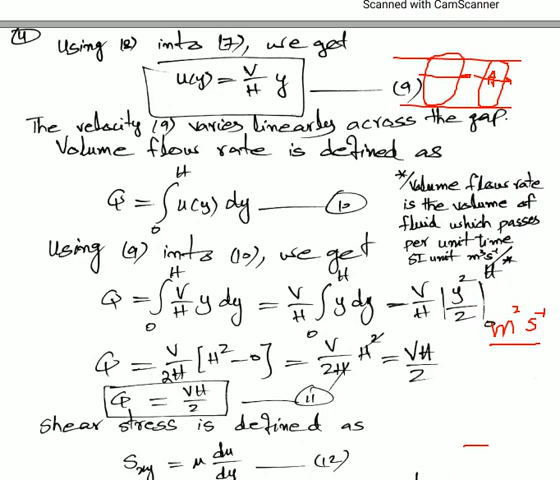 Scanned with CamScanner
(4) Using (8) into (7), we get
u(y) = V/H y —— (9)
A
The velocity (9) varies linearly across the gap.
Volume flow rate is defined as
Q = ∫₀ᴴ u(y) dy —— (10)
*/Volume flow rate
is the volume of
fluid which passes
per unit time
SI unit m³s⁻¹/*
Using (9) into (10), we get
Q = ∫₀ᴴ V/H y dy = V/H ∫₀ᴴ y dy = V/H |y²/2|₀ᴴ
m² s⁻¹
Q = V/2H [H² - 0] = V/2H H² = VH/2
Q = VH/2 —— (11)
Shear stress is defined as
Sxy = μ du/dy —— (12)